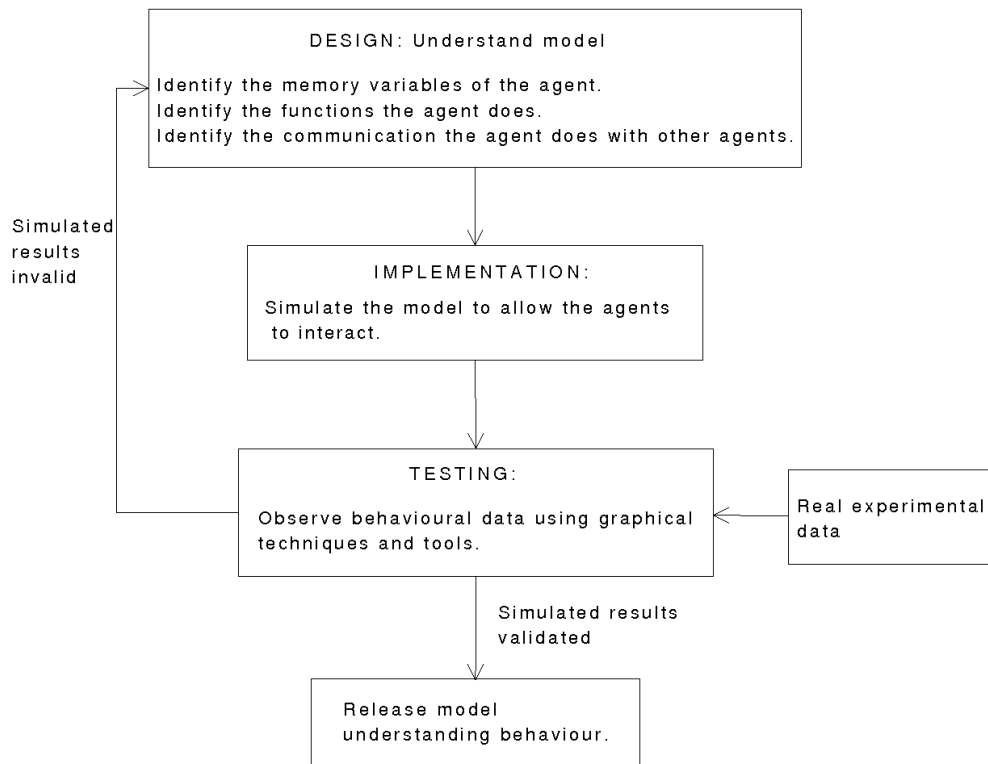 DESIGN: Understand model
Identify the memory variables of the agent.
Identify the functions the agent does.
Identify the communication the agent does with other agents.
Simulated
results
invalid
IMPLEMENTATION:
Simulate the model to allow the agents
to interact.
TESTING:
Observe behavioural data using graphical
techniques and tools.
Real experimental
data
Simulated results
validated
Release model
understanding behaviour.